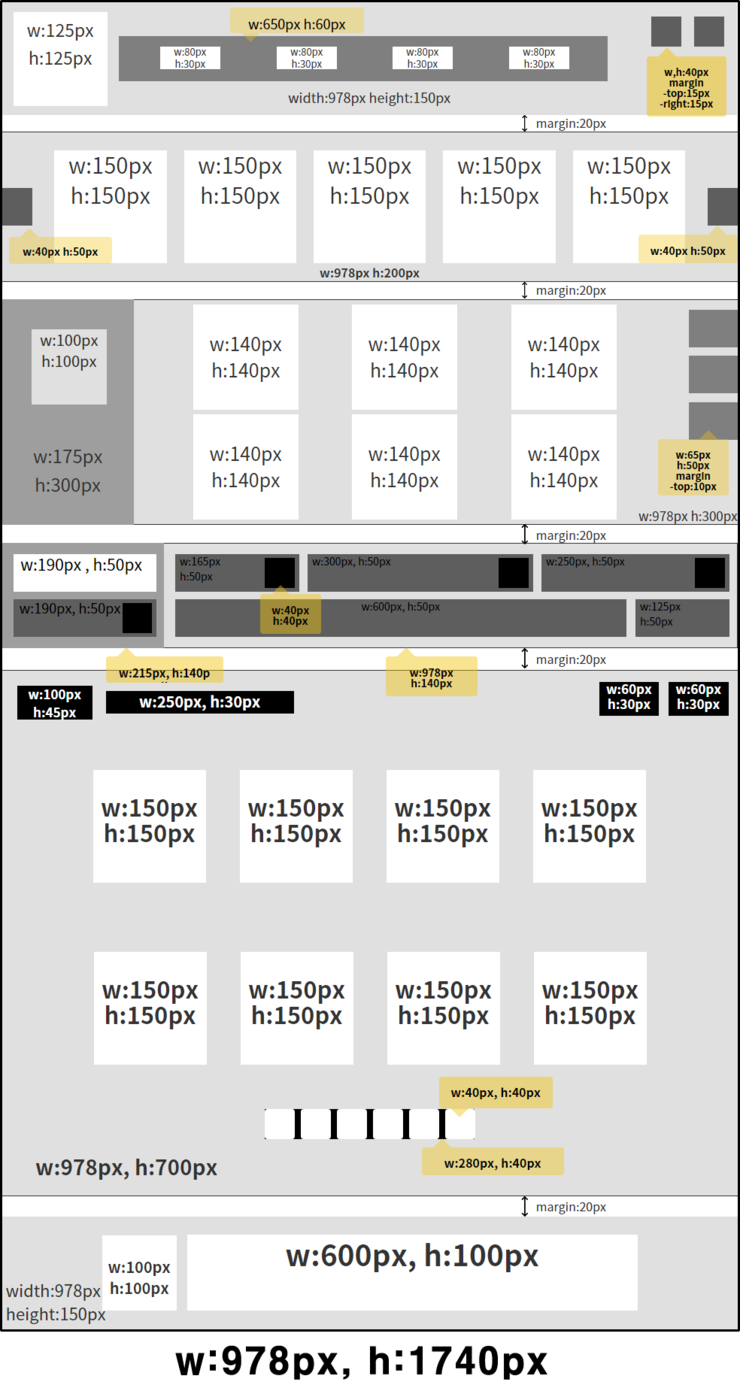 w:125px
h:125px
w:650px h:60px
w:80px
h:30px
w:80px
h:30px
w:80px
h:30px
w:80px
h:30px
width:978px height:150px
w,h:40px
margin
-top:15px
-right:15px
margin:20px
w:150px
h:150px
w:150px
h:150px
w:150px
h:150px
w:150px
h:150px
w:150px
h:150px
w:40px h:50px
w:40px h:50px
w:978px h:200px
margin:20px
w:100px
h:100px
w:175px
h:300px
w:140px
h:140px
w:140px
h:140px
w:140px
h:140px
w:140px
h:140px
w:140px
h:140px
w:140px
h:140px
w:65px
h:50px
margin
-top:10px
w:978px h:300px
margin:20px
w:190px , h:50px
w:190px, h:50px
w:165px
h:50px
w:300px, h:50px
w:250px, h:50px
w:40px
h:40px
w:600px, h:50px
w:125px
h:50px
margin:20px
w:215px, h:140p
w:978px
h:140px
w:100px
h:45px
w:250px, h:30px
w:60px
h:30px
w:60px
h:30px
w:150px
h:150px
w:150px
h:150px
w:150px
h:150px
w:150px
h:150px
w:150px
h:150px
w:150px
h:150px
w:150px
h:150px
w:150px
h:150px
w:40px, h:40px
w:280px, h:40px
w:978px, h:700px
margin:20px
w:100px
h:100px
w:600px, h:100px
width:978px
height:150px
w:978px, h:1740px